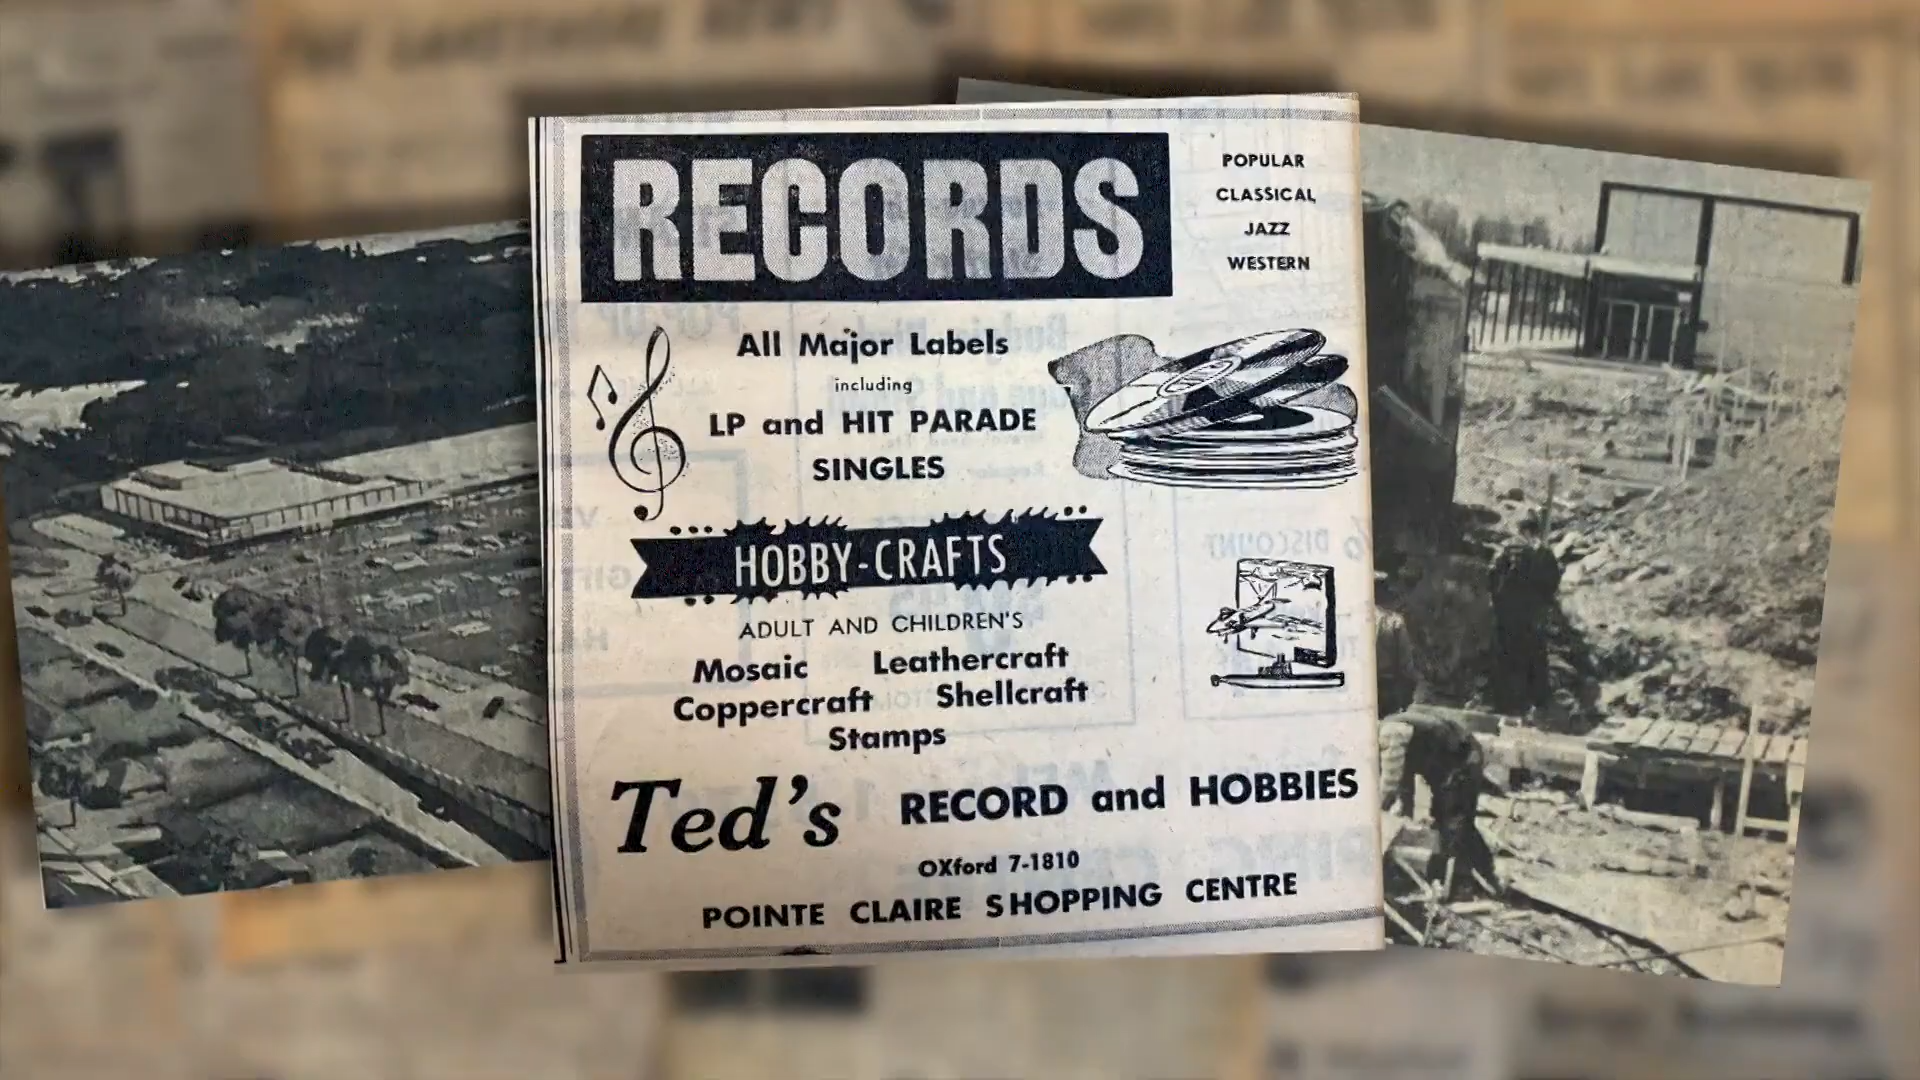 RECORDS
POPULAR
CLASSICAL
JAZZ
WESTERN
All Major Labels
including
LP and HIT PARADE
SINGLES
HOBBY-CRAFTS
ADULT AND CHILDREN'S
Mosaic Leathercraft
Coppercraft Shellcraft
Stamps
Ted's RECORD and HOBBIES
OXford 7-1810
POINTE CLAIRE SHOPPING CENTRE